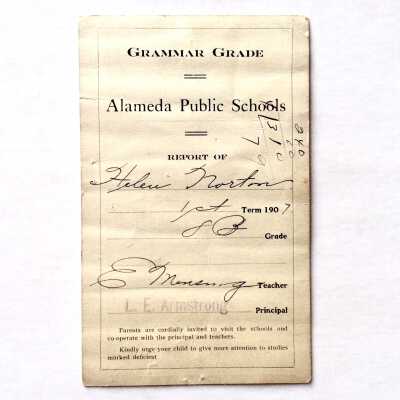 GRAMMAR GRADE
Alameda Public Schools
REPORT OF
Helen Norton
1st Term 1907
8B Grade
E Mensing Teacher
L. E. Armstrong Principal
Parents are cordially invited to visit the schools and
co-operate with the principal and teachers.
Kindly urge your child to give more attention to studies
marked deficient